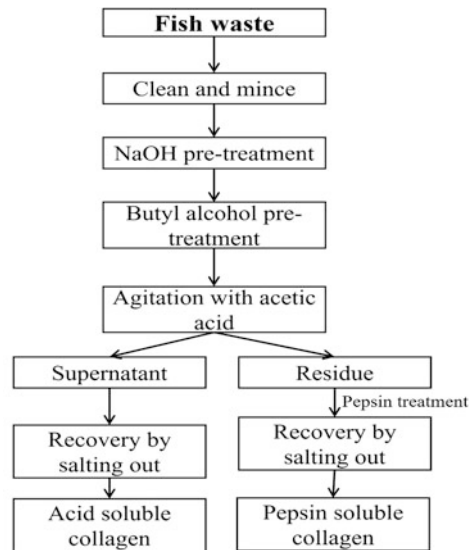 Fish waste
Clean and mince
NaOH pre-treatment
Butyl alcohol pre-
treatment
Agitation with acetic
acid
Supernatant
Residue
Pepsin treatment
Recovery by
salting out
Recovery by
salting out
Acid soluble
collagen
Pepsin soluble
collagen